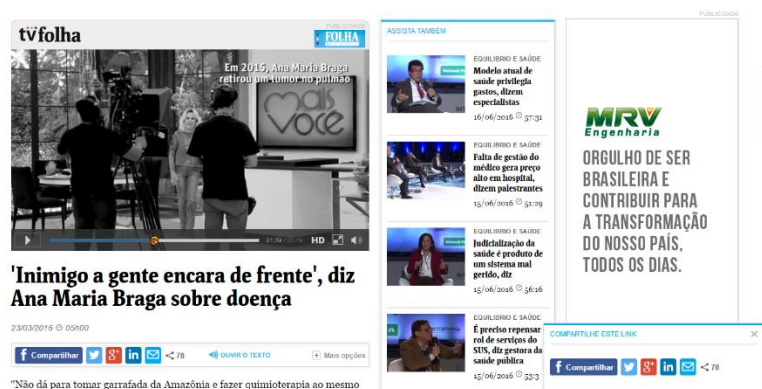 PUBLICIDADE
tvfolha
PUBLICIDADE
FOLHA
Em 2015, Ana Maria Braga
retirou um tumor no pulmão
mais
você
HD
'Inimigo a gente encara de frente', diz
Ana Maria Braga sobre doença
23/03/2016 05h00
Compartilhar
g+
in
78
OUVIR O TEXTO
+ Mais opções
"Não dá para tomar garrafada da Amazônia e fazer quimioterapia ao mesmo
ASSISTA TAMBÉM
EQUILÍBRIO E SAÚDE
Modelo atual de
saúde privilegia
gastos, dizem
especialistas
16/06/2016 57:31
EQUILÍBRIO E SAÚDE
Falta de gestão do
médico gera preço
alto em hospital,
dizem palestrantes
15/06/2016 51:29
EQUILÍBRIO E SAÚDE
Judicialização da
saúde é produto de
um sistema mal
gerido, diz
15/06/2016 56:16
EQUILÍBRIO E SAÚDE
É preciso repensar
rol de serviços do
SUS, diz gestora da
saúde pública
15/06/2016 53:3
MRV
Engenharia
ORGULHO DE SER
BRASILEIRA E
CONTRIBUIR PARA
A TRANSFORMAÇÃO
DO NOSSO PAÍS,
TODOS OS DIAS.
COMPARTILHE ESTE LINK
Compartilhar
g+
in
78